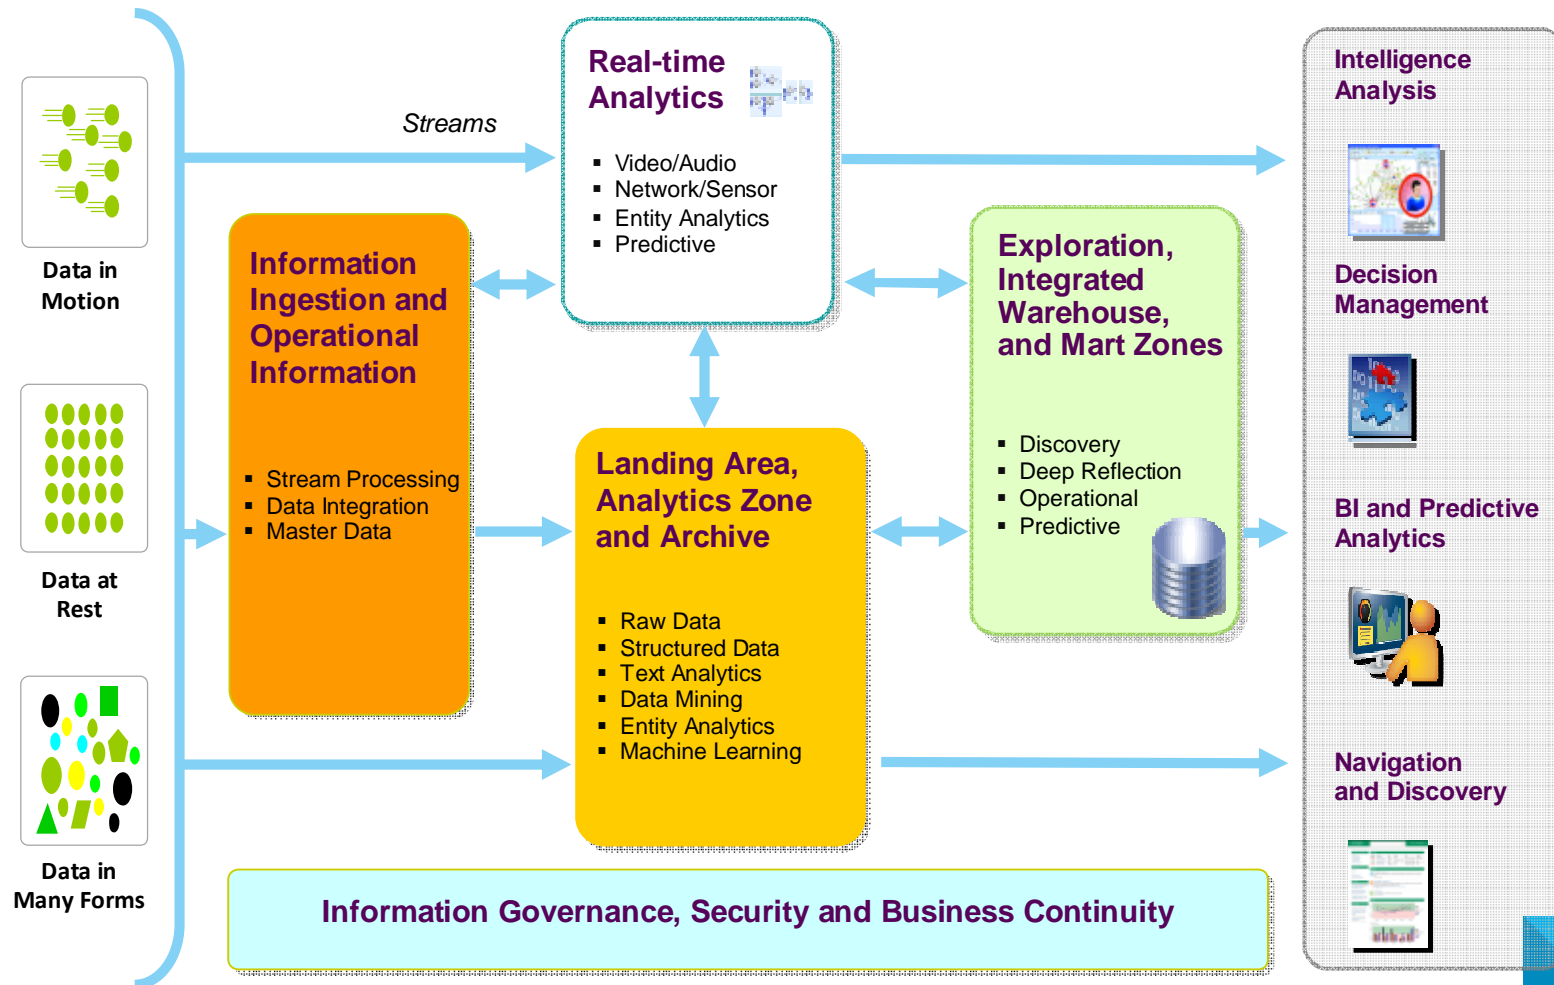 Data in
Motion
Data at
Rest
Data in
Many Forms
Streams
Information
Ingestion and
Operational
Information
▪ Stream Processing
▪ Data Integration
▪ Master Data
Real-time
Analytics
▪ Video/Audio
▪ Network/Sensor
▪ Entity Analytics
▪ Predictive
Landing Area,
Analytics Zone
and Archive
▪ Raw Data
▪ Structured Data
▪ Text Analytics
▪ Data Mining
▪ Entity Analytics
▪ Machine Learning
Exploration,
Integrated
Warehouse,
and Mart Zones
▪ Discovery
▪ Deep Reflection
▪ Operational
▪ Predictive
Intelligence
Analysis
Decision
Management
BI and Predictive
Analytics
Navigation
and Discovery
Information Governance, Security and Business Continuity